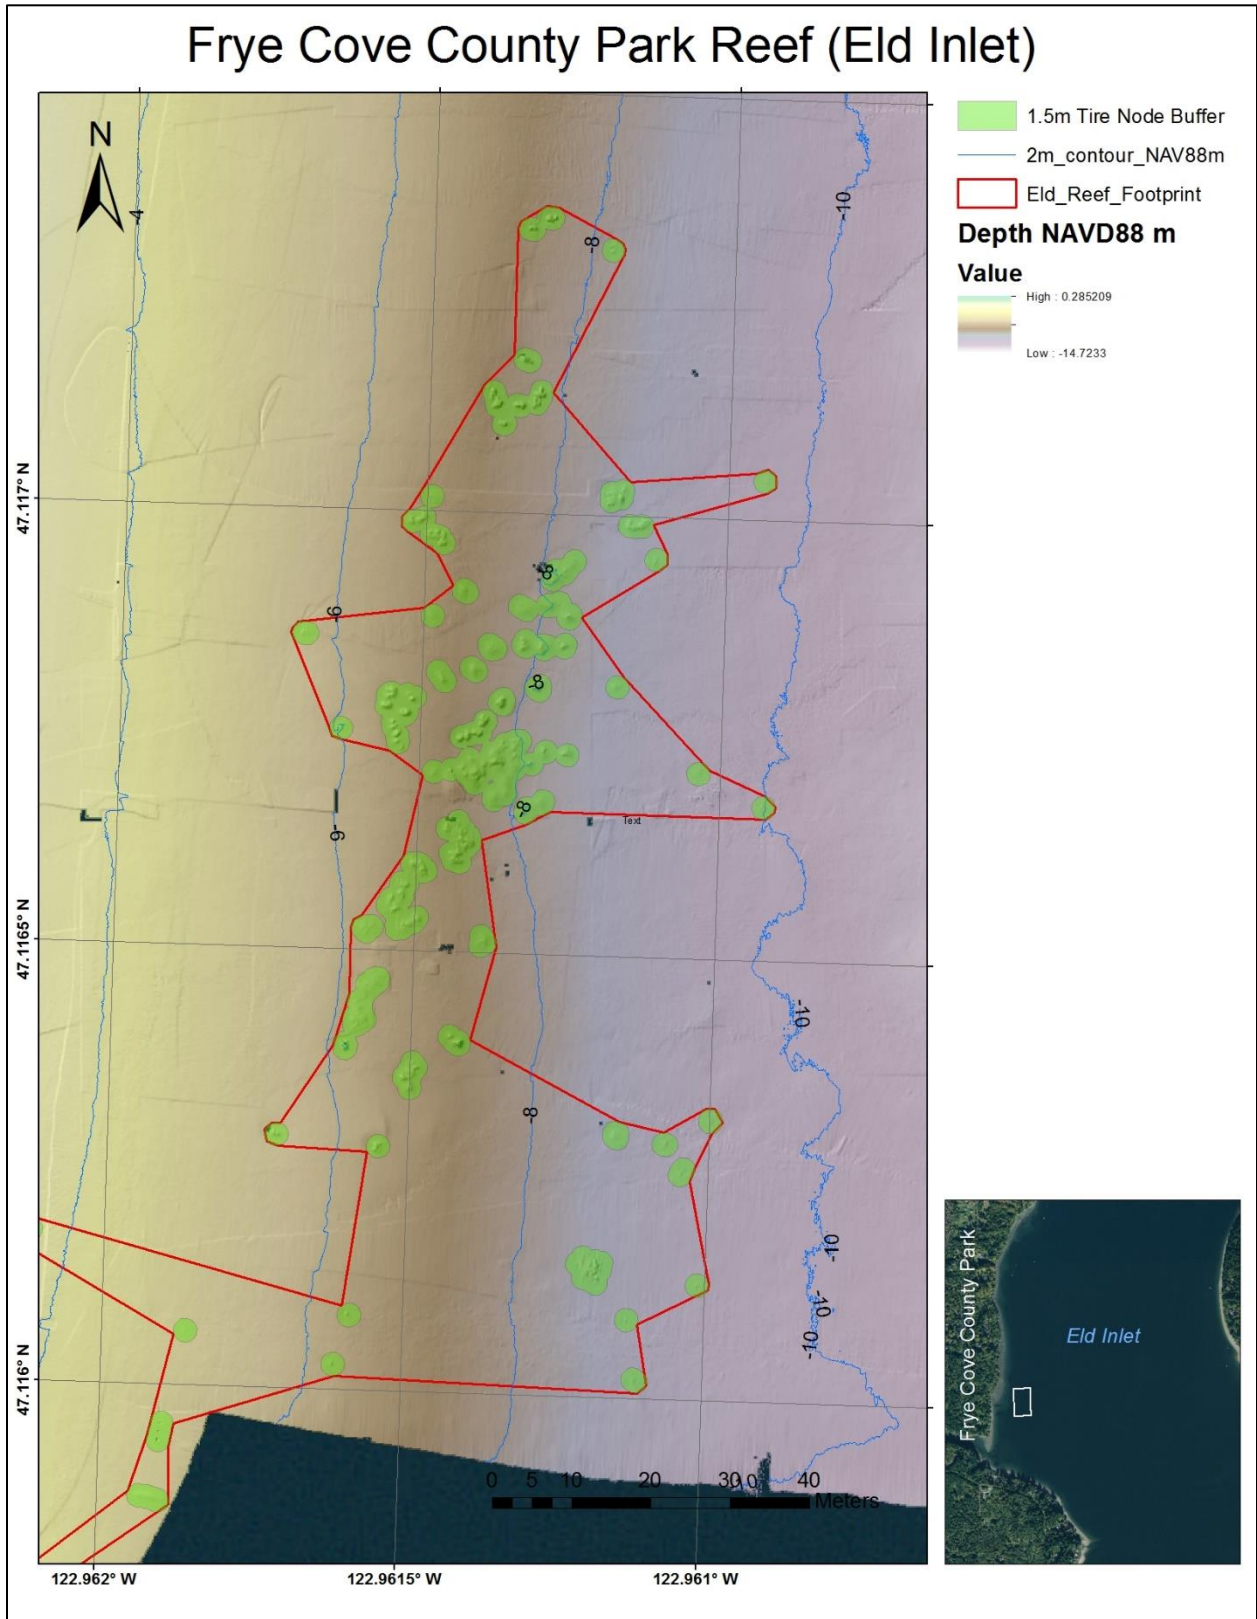 Frye Cove County Park Reef (Eld Inlet)
N
1.5m Tire Node Buffer
2m_contour_NAV88m
Eld_Reef_Footprint
Depth NAVD88 m
Value
High : 0.285209
Low : -14.7233
-4
-8
-10
47.117° N
-8
-6
-8
-8
Text
-6
47.1165° N
-10
-8
-10
-10
-10
47.116° N
0 5 10 20 30 40
Meters
122.962° W
122.9615° W
122.961° W
Frye Cove County Park
Eld Inlet